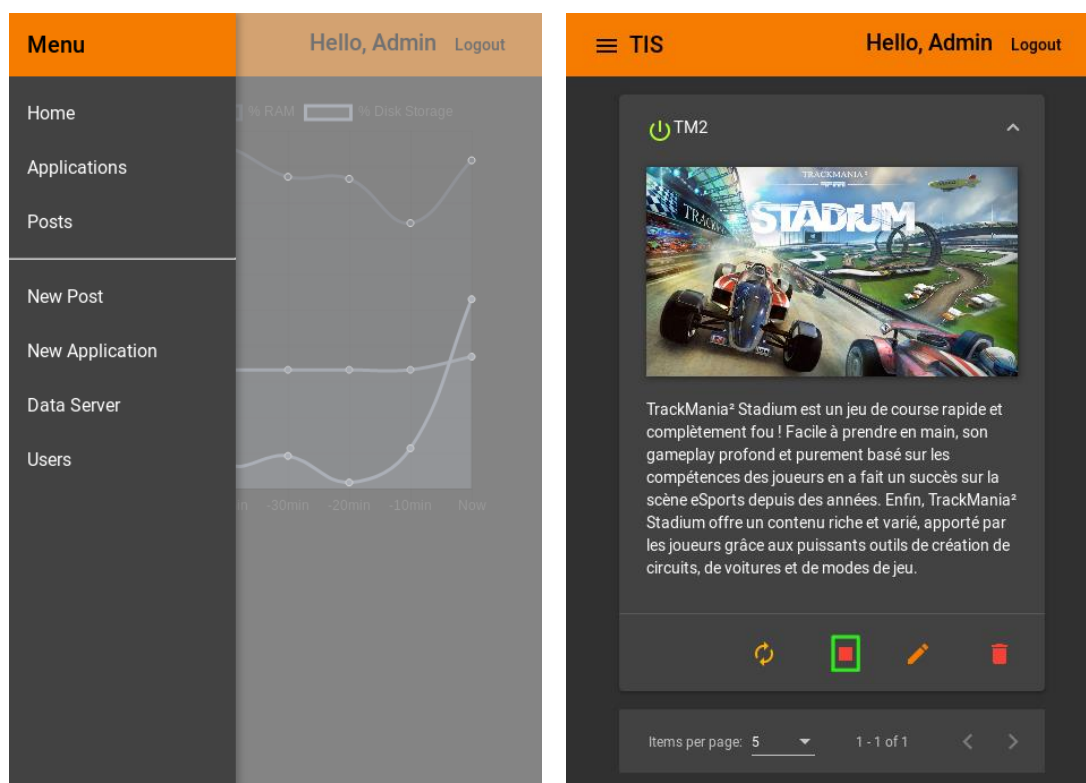 Menu
Hello, Admin Logout
Home
Applications
Posts
New Post
New Application
Data Server
Users
% RAM % Disk Storage
-30min -20min -10min Now
TIS
Hello, Admin Logout
TM2
TRACKMANIA²
STADIUM
TrackMania² Stadium est un jeu de course rapide et
complètement fou ! Facile à prendre en main, son
gameplay profond et purement basé sur les
compétences des joueurs en a fait un succès sur la
scène eSports depuis des années. Enfin, TrackMania²
Stadium offre un contenu riche et varié, apporté par
les joueurs grâce aux puissants outils de création de
circuits, de voitures et de modes de jeu.
Items per page: 5 1 - 1 of 1